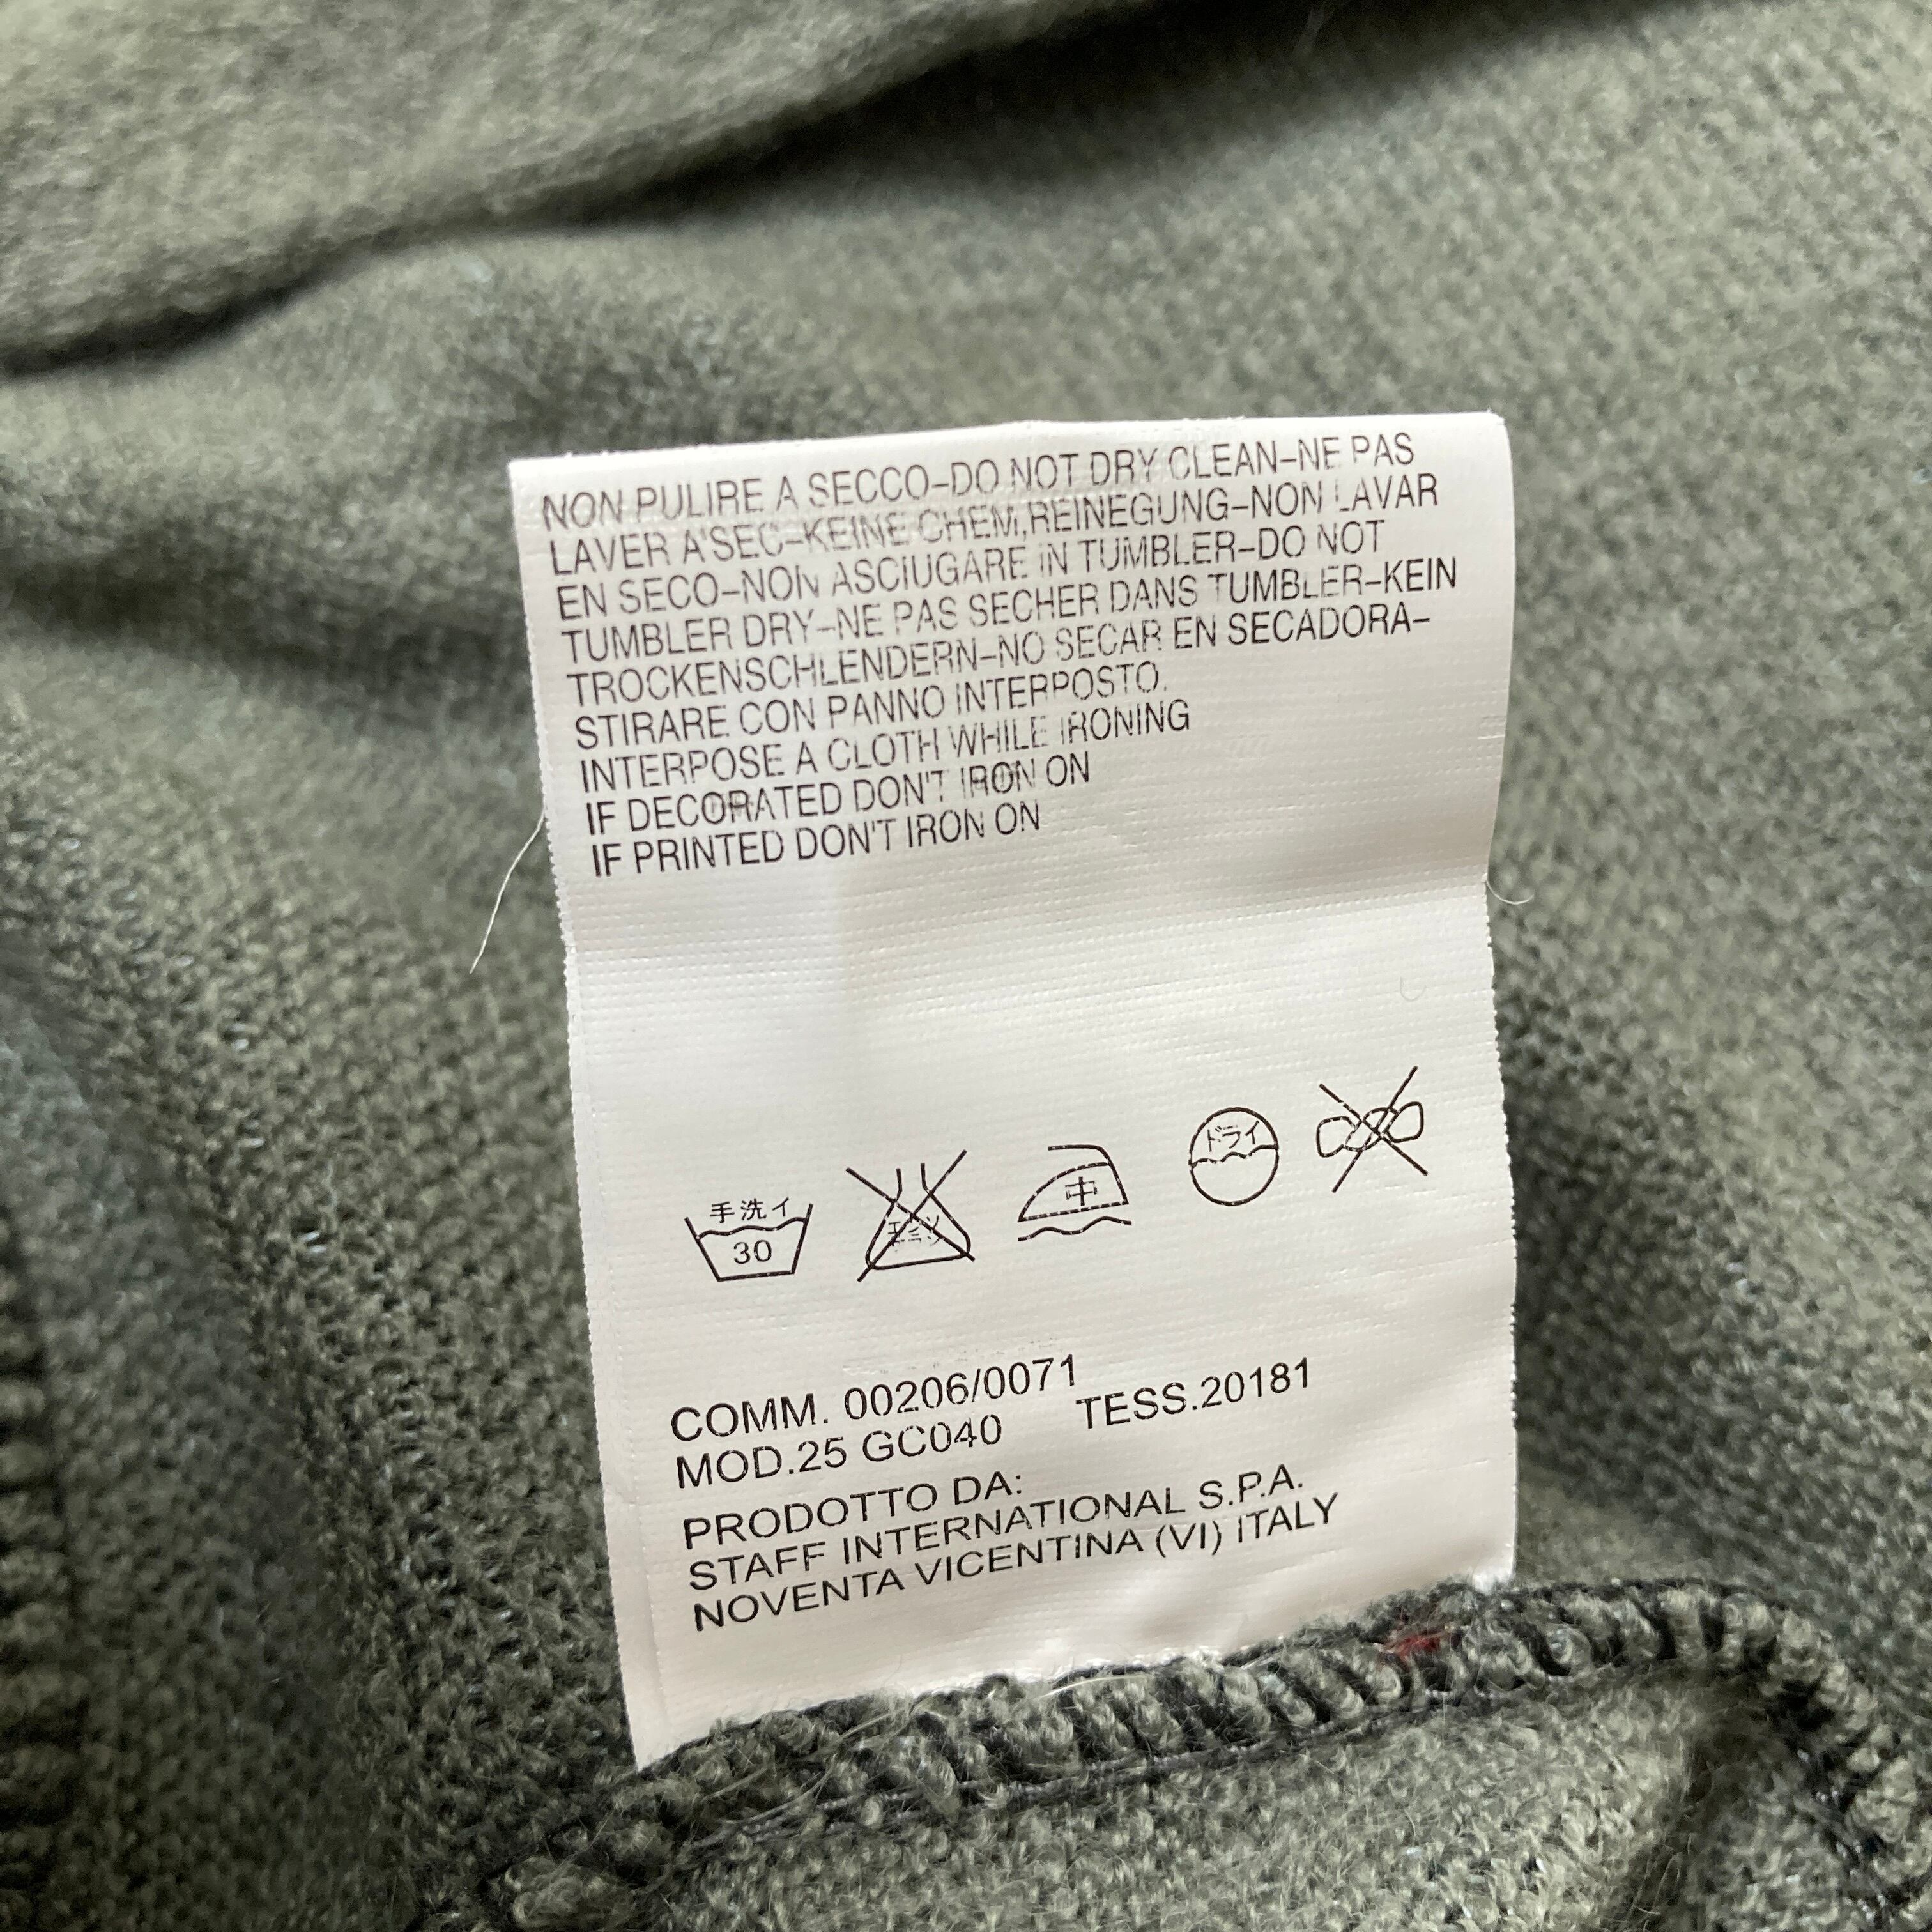 NON PULIRE A SECCO-DO NOT DRY CLEAN-NE PAS
LAVER A'SEC-KEINE CHEM,REINEGUNG-NON LAVAR
EN SECO-NON ASCIUGARE IN TUMBLER-DO NOT
TUMBLER DRY-NE PAS SECHER DANS TUMBLER-KEIN
TROCKENSCHLENDERN-NO SECAR EN SECADORA-
STIRARE CON PANNO INTERPOSTO.
INTERPOSE A CLOTH WHILE IRONING
IF DECORATED DON'T IRON ON
IF PRINTED DON'T IRON ON
手洗イ
30
エンソ
中
ドライ
COMM. 00206/0071
MOD.25 GC040 TESS.20181
PRODOTTO DA:
STAFF INTERNATIONAL S.P.A.
NOVENTA VICENTINA (VI) ITALY